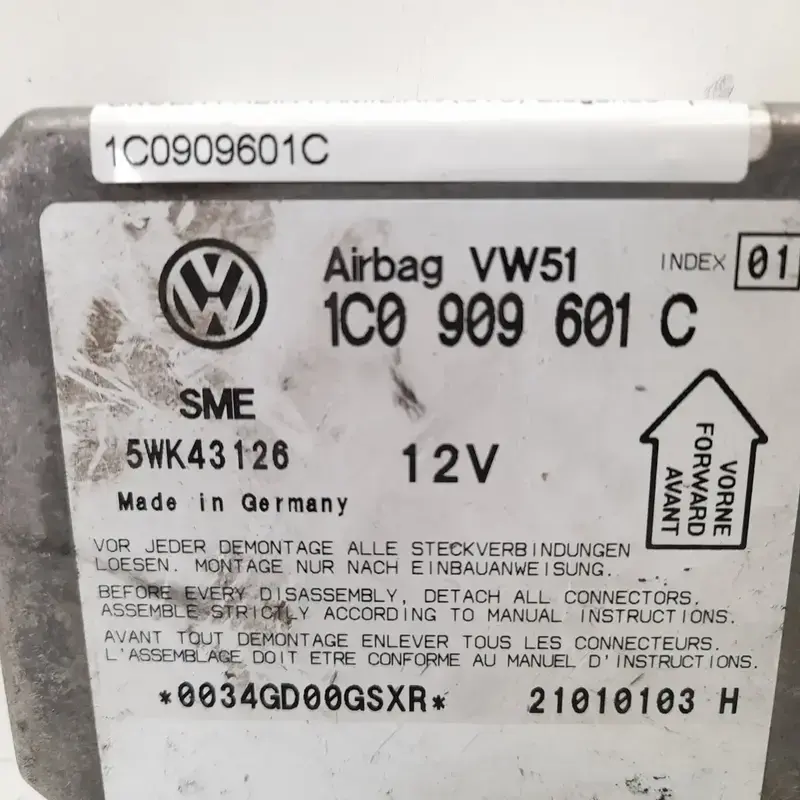 1C0909601C
Airbag VW51 INDEX 01
1C0 909 601 C
SME
5WK43126 12V
Made in Germany
VORNE
FORWARD
AVANT
VOR JEDER DEMONTAGE ALLE STECKVERBINDUNGEN
LOESEN. MONTAGE NUR NACH EINBAUANWEISUNG.
BEFORE EVERY DISASSEMBLY, DETACH ALL CONNECTORS.
ASSEMBLE STRICTLY ACCORDING TO MANUAL INSTRUCTIONS.
AVANT TOUT DEMONTAGE ENLEVER TOUS LES CONNECTEURS.
L'ASSEMBLAGE DOIT ETRE CONFORME AU MANUEL D'INSTRUCTIONS.
*0034GD00GSXR* 21010103 H